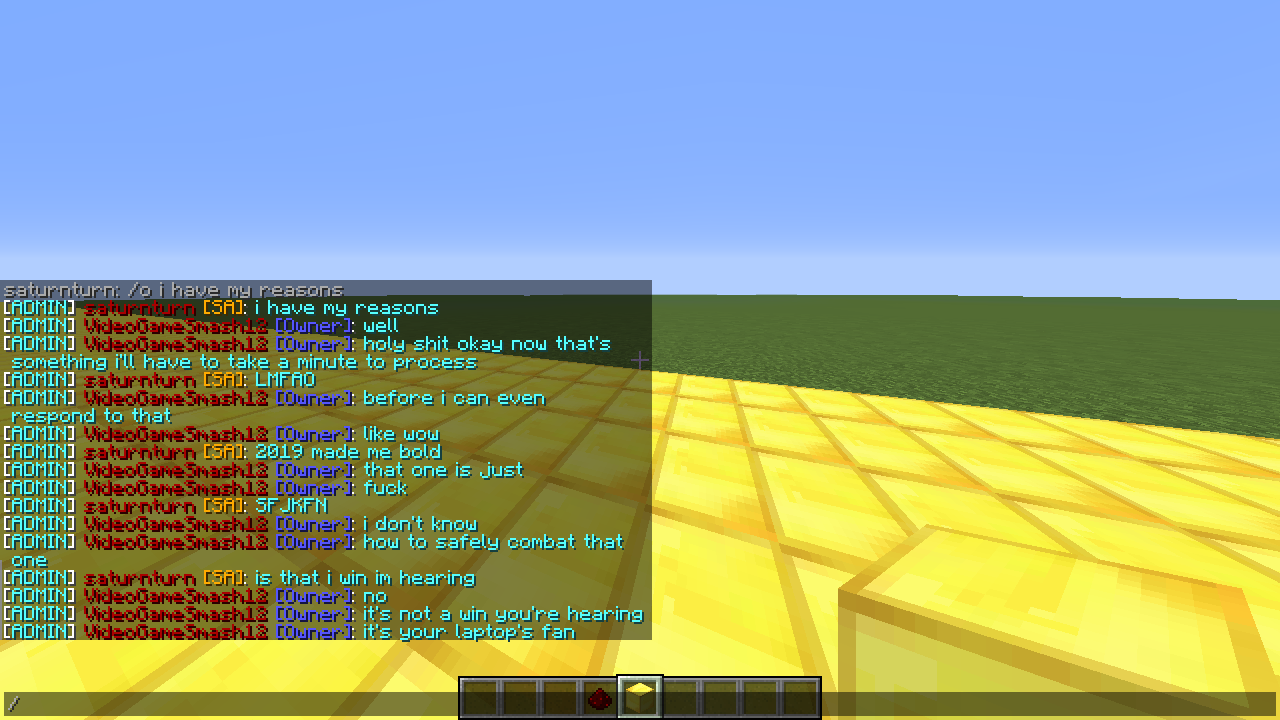 saturnturn: /o i have my reasons
[ADMIN] saturnturn [SA]: i have my reasons
[ADMIN] VideoGameSmash12 [Owner]: well
[ADMIN] VideoGameSmash12 [Owner]: holy shit okay now that's
something i'll have to take a minute to process
[ADMIN] saturnturn [SA]: LMFAO
[ADMIN] VideoGameSmash12 [Owner]: before i can even
respond to that
[ADMIN] VideoGameSmash12 [Owner]: like wow
[ADMIN] saturnturn [SA]: 2019 made me bold
[ADMIN] VideoGameSmash12 [Owner]: that one is just
[ADMIN] VideoGameSmash12 [Owner]: fuck
[ADMIN] saturnturn [SA]: SFJKFN
[ADMIN] VideoGameSmash12 [Owner]: i don't know
[ADMIN] VideoGameSmash12 [Owner]: how to safely combat that
one
[ADMIN] saturnturn [SA]: is that i win im hearing
[ADMIN] VideoGameSmash12 [Owner]: no
[ADMIN] VideoGameSmash12 [Owner]: it's not a win you're hearing
[ADMIN] VideoGameSmash12 [Owner]: it's your laptop's fan
/